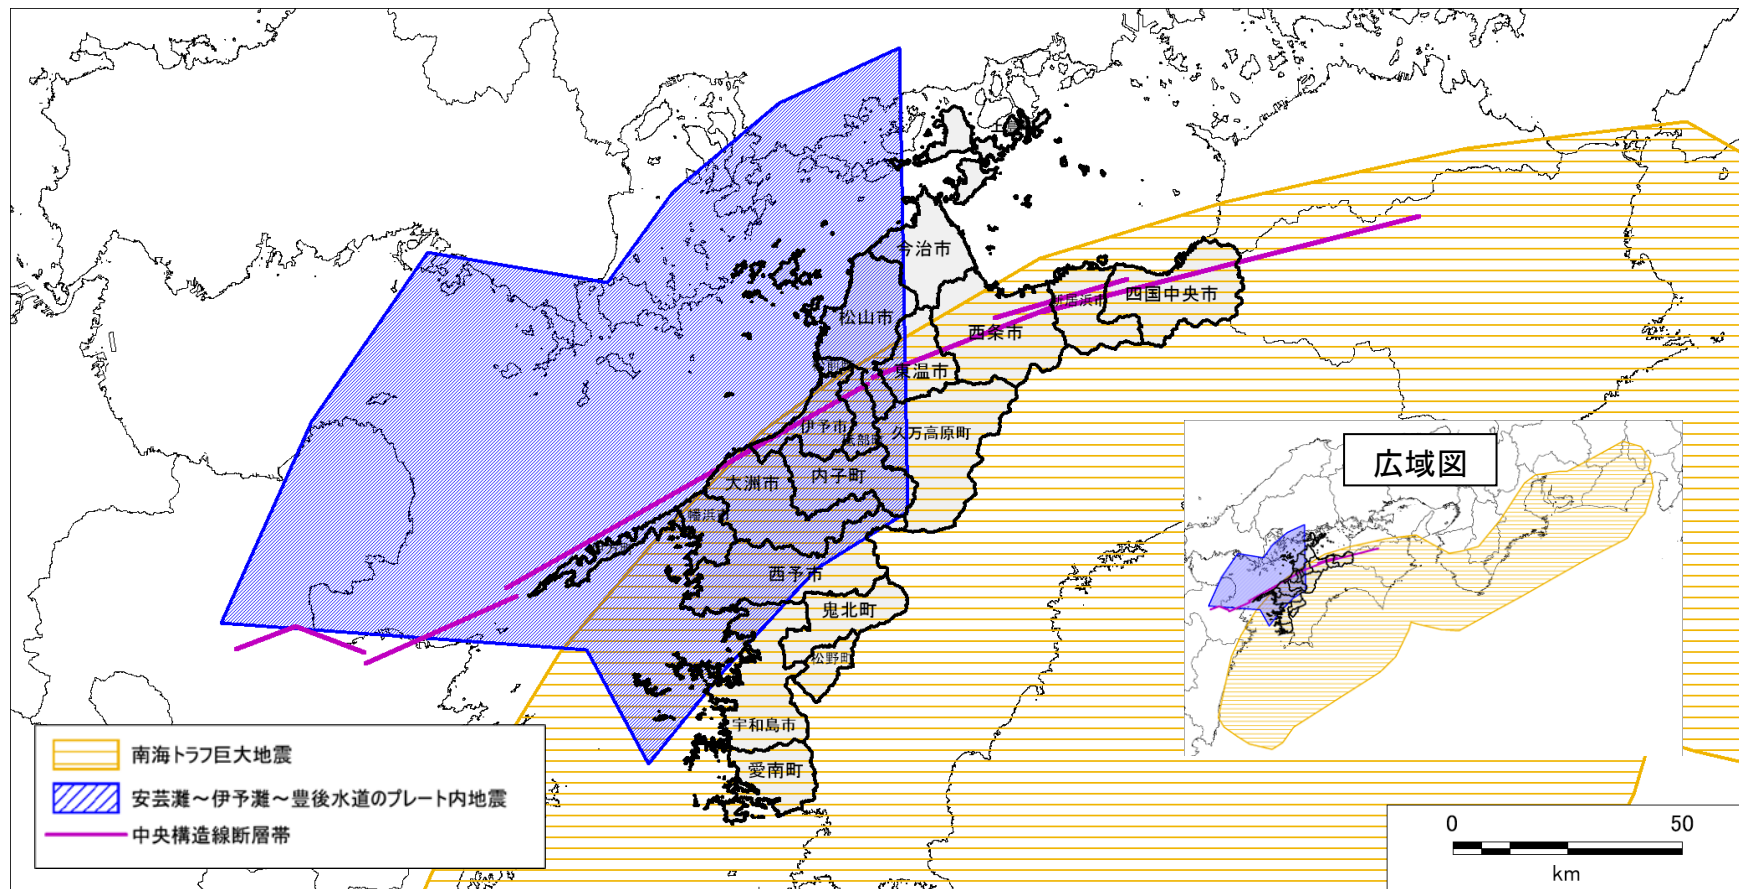 今治市
松山市
四国中央市
西条市
東温市
伊予市
久万高原町
内子町
大洲市
西予市
鬼北町
松野町
宇和島市
愛南町
広域図
南海トラフ巨大地震
安芸灘～伊予灘～豊後水道のプレート内地震
中央構造線断層帯
0 50
km